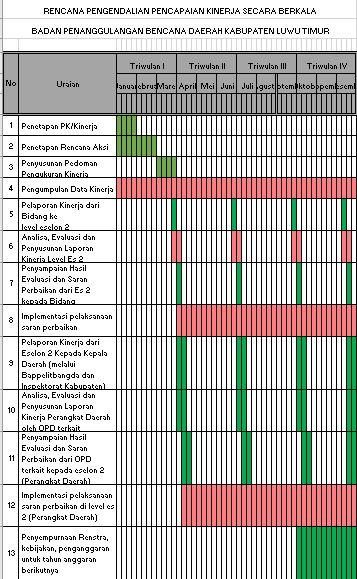 RENCANA PENGENDALIAN PENCAPAIAN KINERJA SECARA BERKALA
BADAN PENANGGULANGAN BENCANA DAERAH KABUPATEN LUWU TIMUR
No
Uraian
Triwulan I
Triwulan II
Triwulan III
Triwulan IV
Januari
Februa
Mare
April
Mei
Juni
Juli
Agust
ptem
Oktob
opem
esem
1
Penetapan PK/Kinerja
2
Penetapan Rencana Aksi
3
Penyusunan Pedoman
Pengukuran Kinerja
4
Pengumpulan Data Kinerja
5
Pelaporan Kinerja dari
Bidang ke
level eselon 2
6
Analisa, Evaluasi dan
Penyusunan Laporan
Kinerja Level Es 2
7
Penyampaian Hasil
Evaluasi dan Saran
Perbaikan dari Es 2
kepada Bidang
8
Implementasi pelaksanaan
saran perbaikan
9
Pelaporan Kinerja dari
Eselon 2 Kepada Kepala
Daerah (melalui
Bappelitbangda dan
Inspektorat Kabupaten)
10
Analisa, Evaluasi dan
Penyusunan Laporan
Kinerja Perangkat Daerah
oleh OPD terkait
11
Penyampaian Hasil
Evaluasi dan Saran
Perbaikan dari OPD
terkait kepada eselon 2
(Perangkat Daerah)
12
Implementasi pelaksanaan
saran perbaikan di level es
2 (Perangkat Daerah)
13
Penyempurnaan Renstra,
kebijakan, penganggaran
untuk tahun anggaran
berikutnya